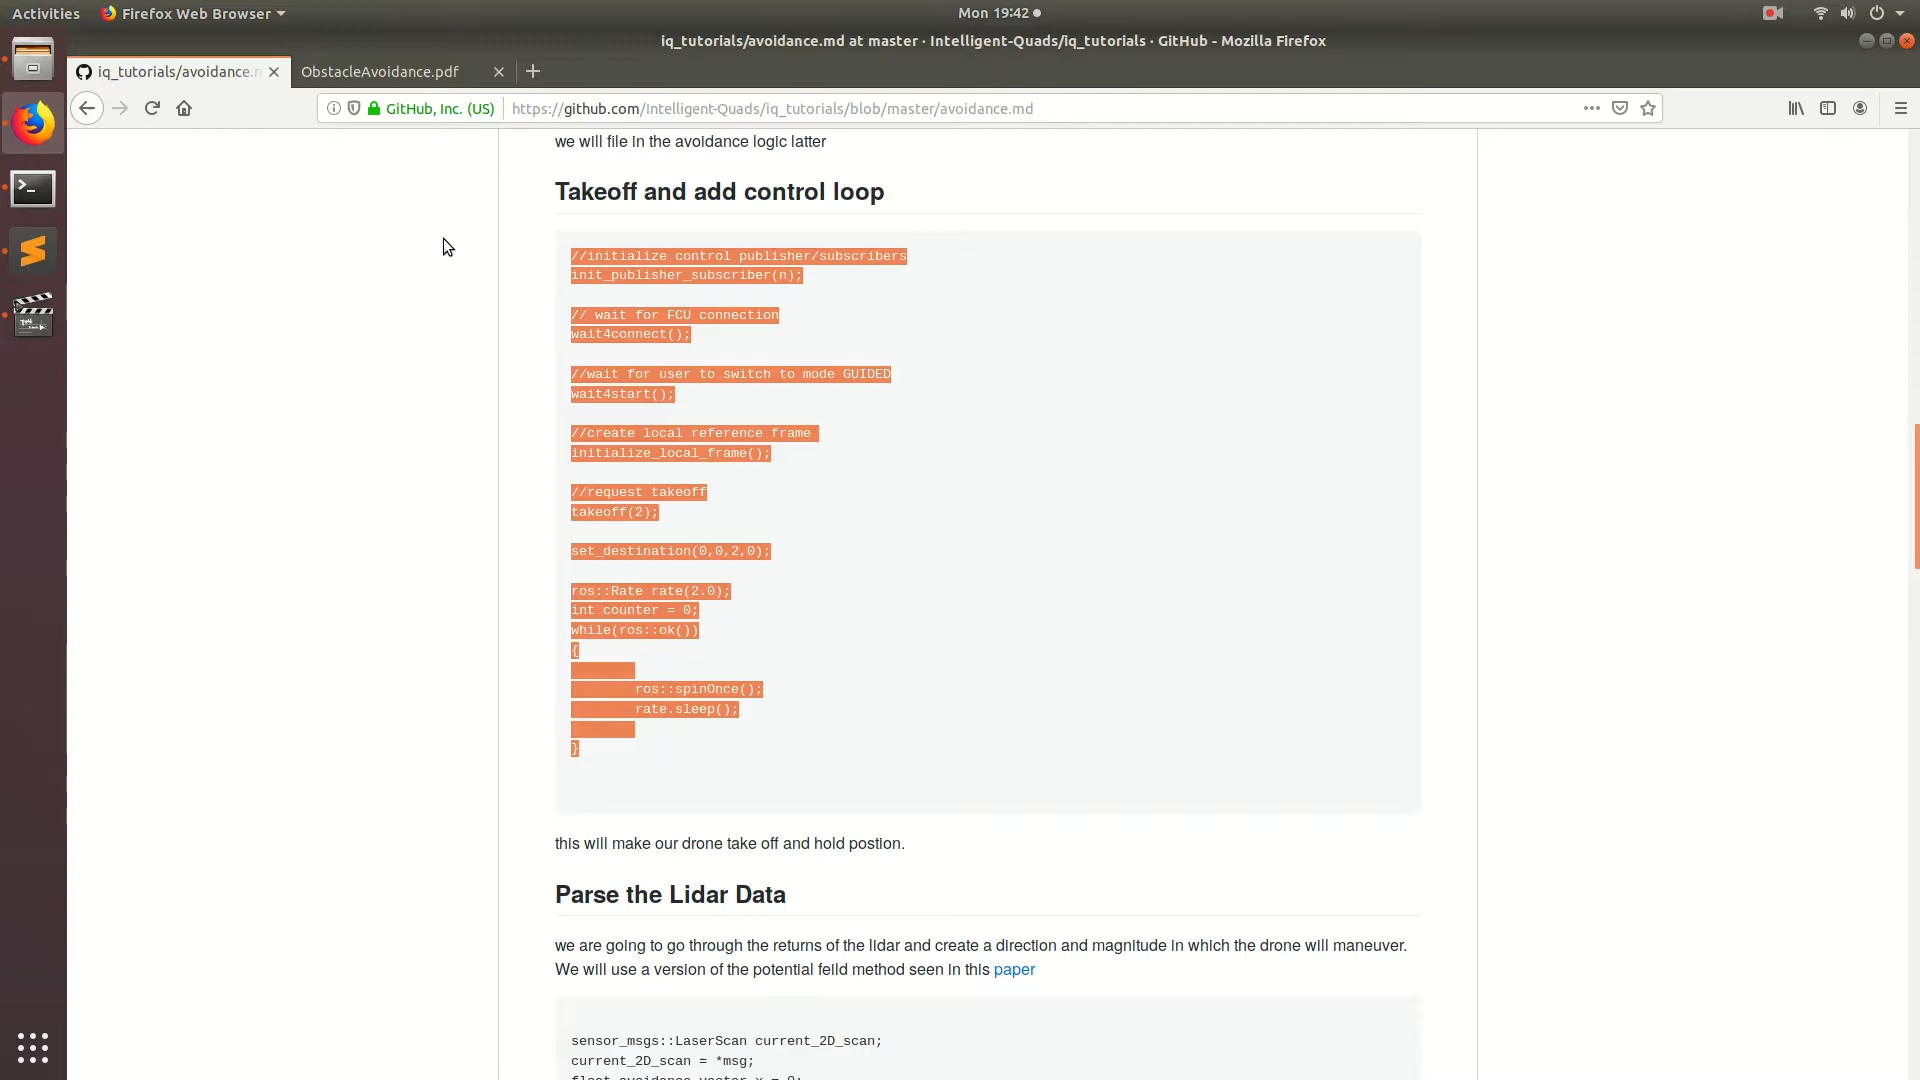 Activities Firefox Web Browser Mon 19:42
iq_tutorials/avoidance.md at master · Intelligent-Quads/iq_tutorials · GitHub - Mozilla Firefox
iq_tutorials/avoidance.m ObstacleAvoidance.pdf
GitHub, Inc. (US) https://github.com/Intelligent-Quads/iq_tutorials/blob/master/avoidance.md
we will file in the avoidance logic latter
Takeoff and add control loop
//initialize control publisher/subscribers
init_publisher_subscriber(n);
// wait for FCU connection
wait4connect();
//wait for user to switch to mode GUIDED
wait4start();
//create local reference frame
initialize_local_frame();
//request takeoff
takeoff(2);
set_destination(0,0,2,0);
ros::Rate rate(2.0);
int counter = 0;
while(ros::ok())
{
ros::spinOnce();
rate.sleep();
}
this will make our drone take off and hold postion.
Parse the Lidar Data
we are going to go through the returns of the lidar and create a direction and magnitude in which the drone will maneuver.
We will use a version of the potential feild method seen in this paper
sensor_msgs::LaserScan current_2D_scan;
current_2D_scan = *msg;
float avoidance_vector_x = 0;